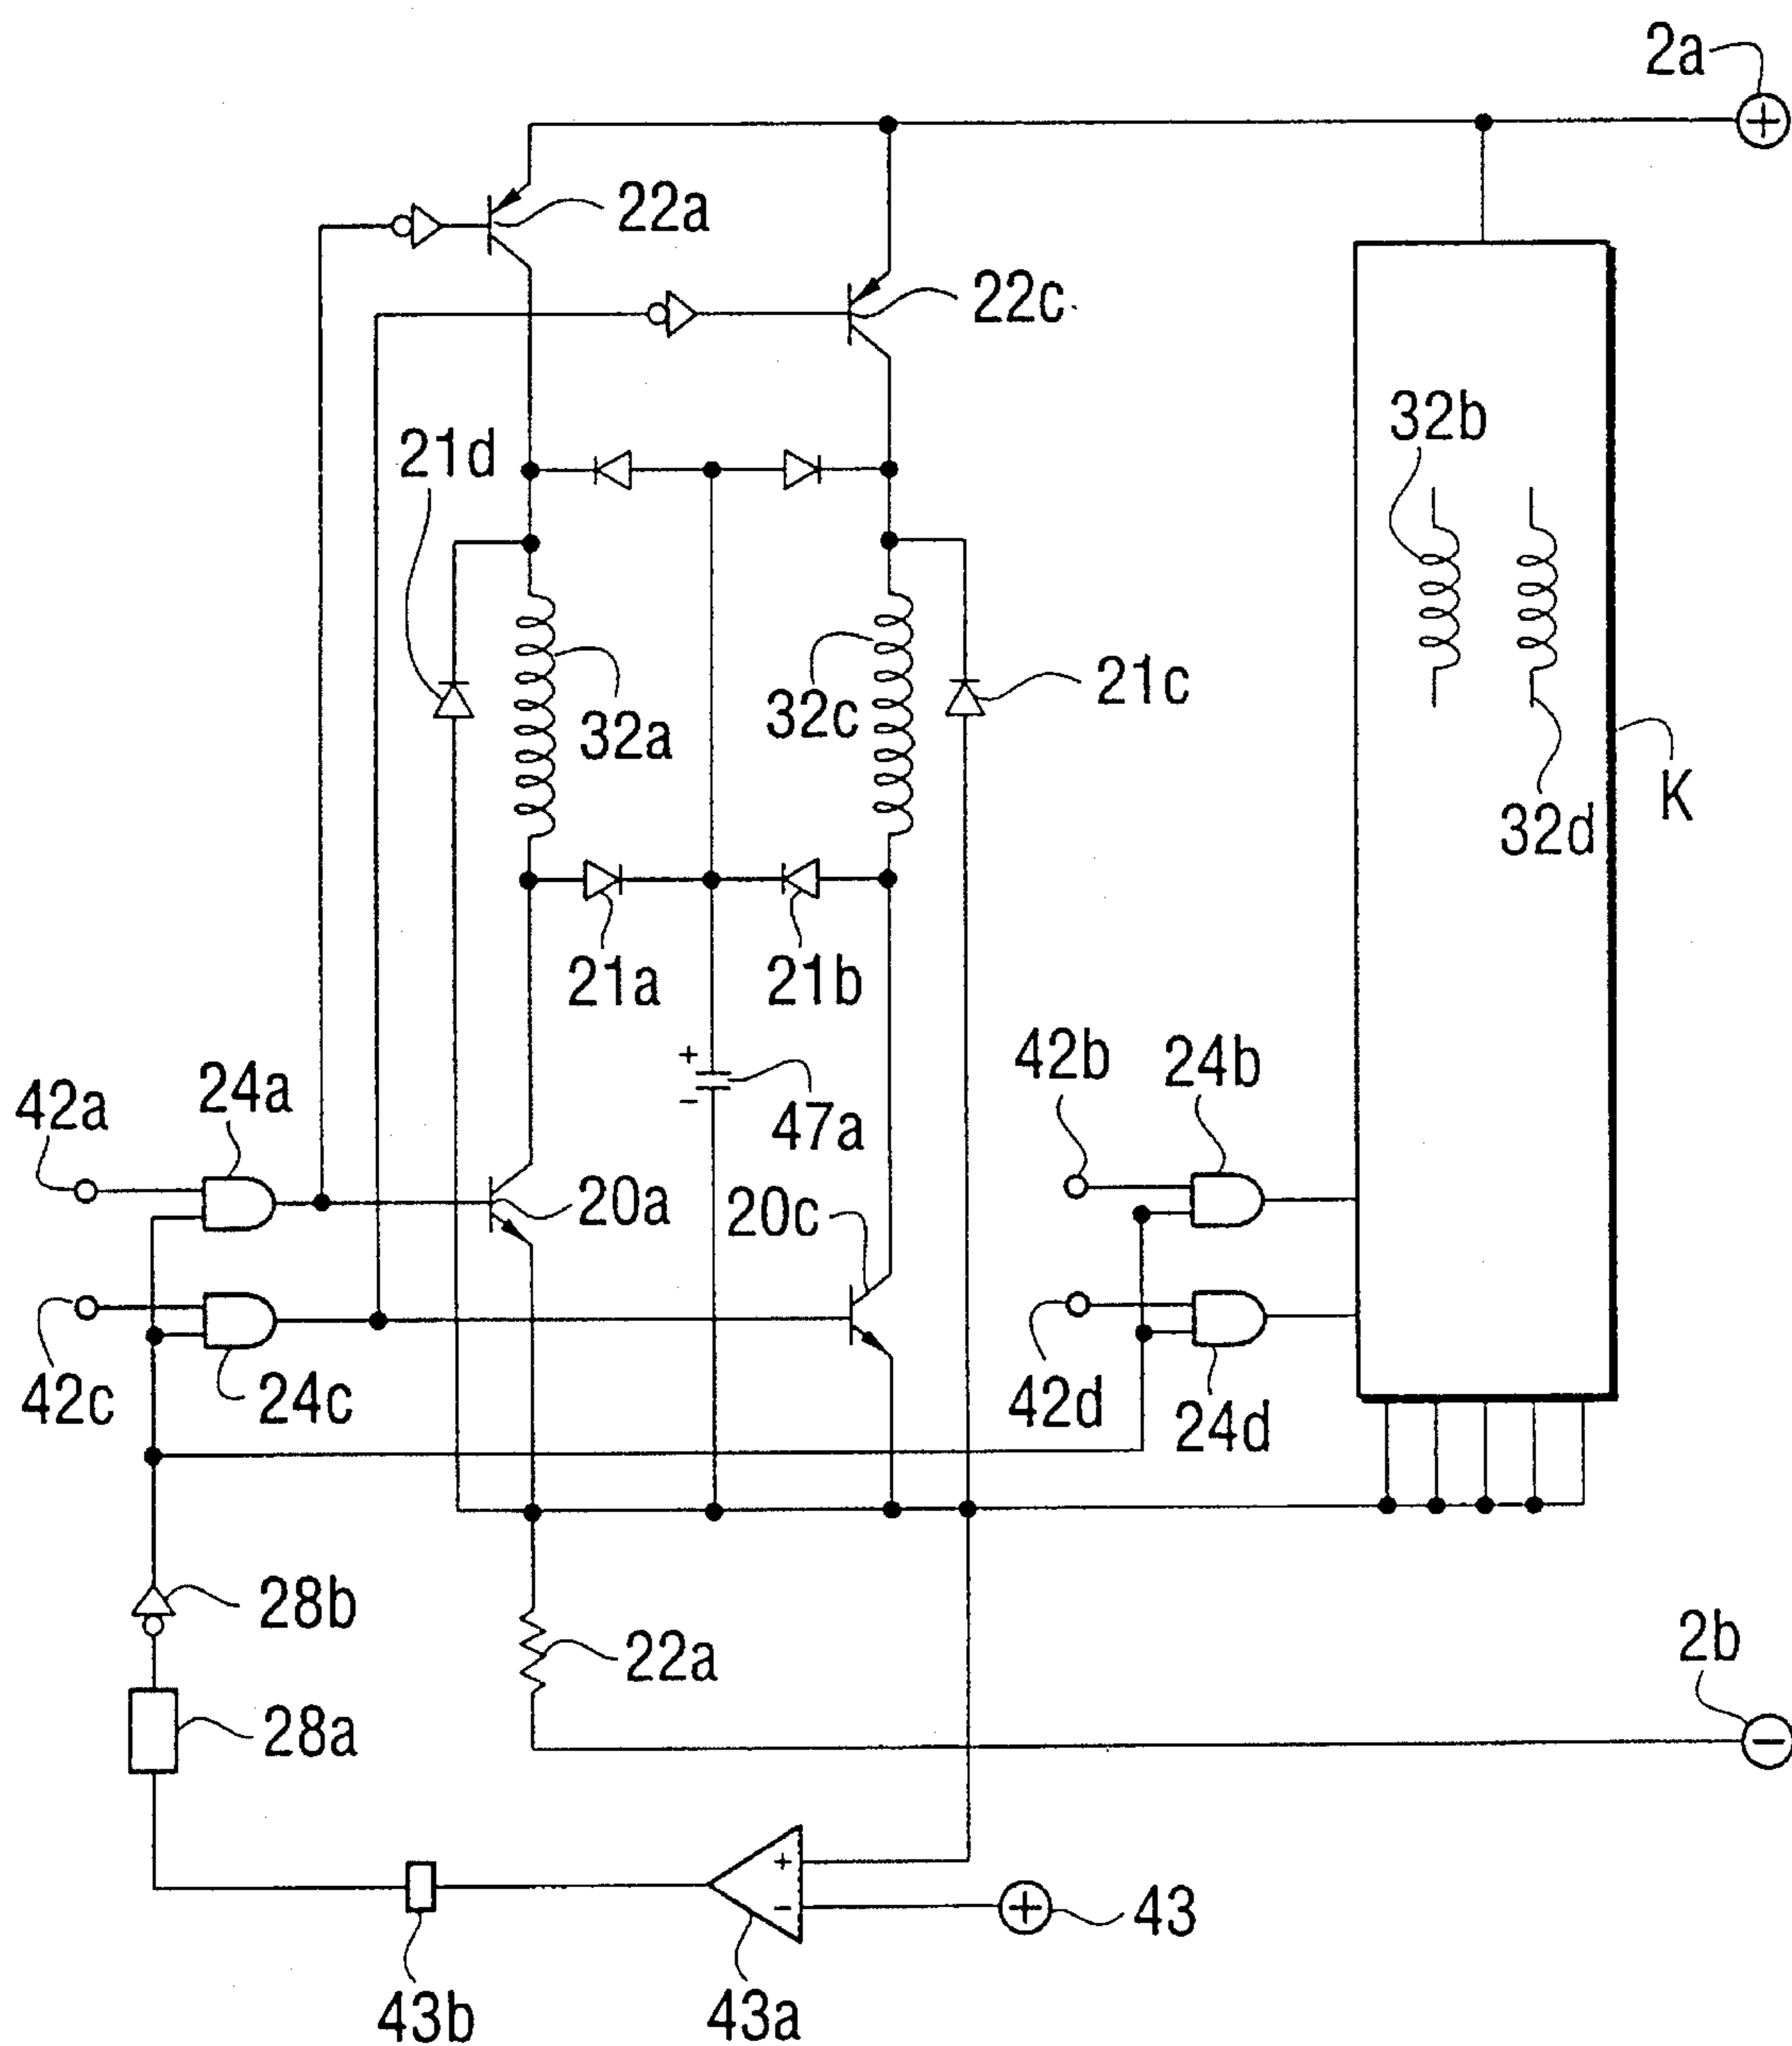 2a
+
22a
22c
32b
21d
32a
32c
21c
K
32d
21a
21b
+
-
47a
42a
24a
42b
24b
20a
20c
42c
24c
42d
24d
28b
22a
2b
-
28a
+
-
+
43
43b
43a